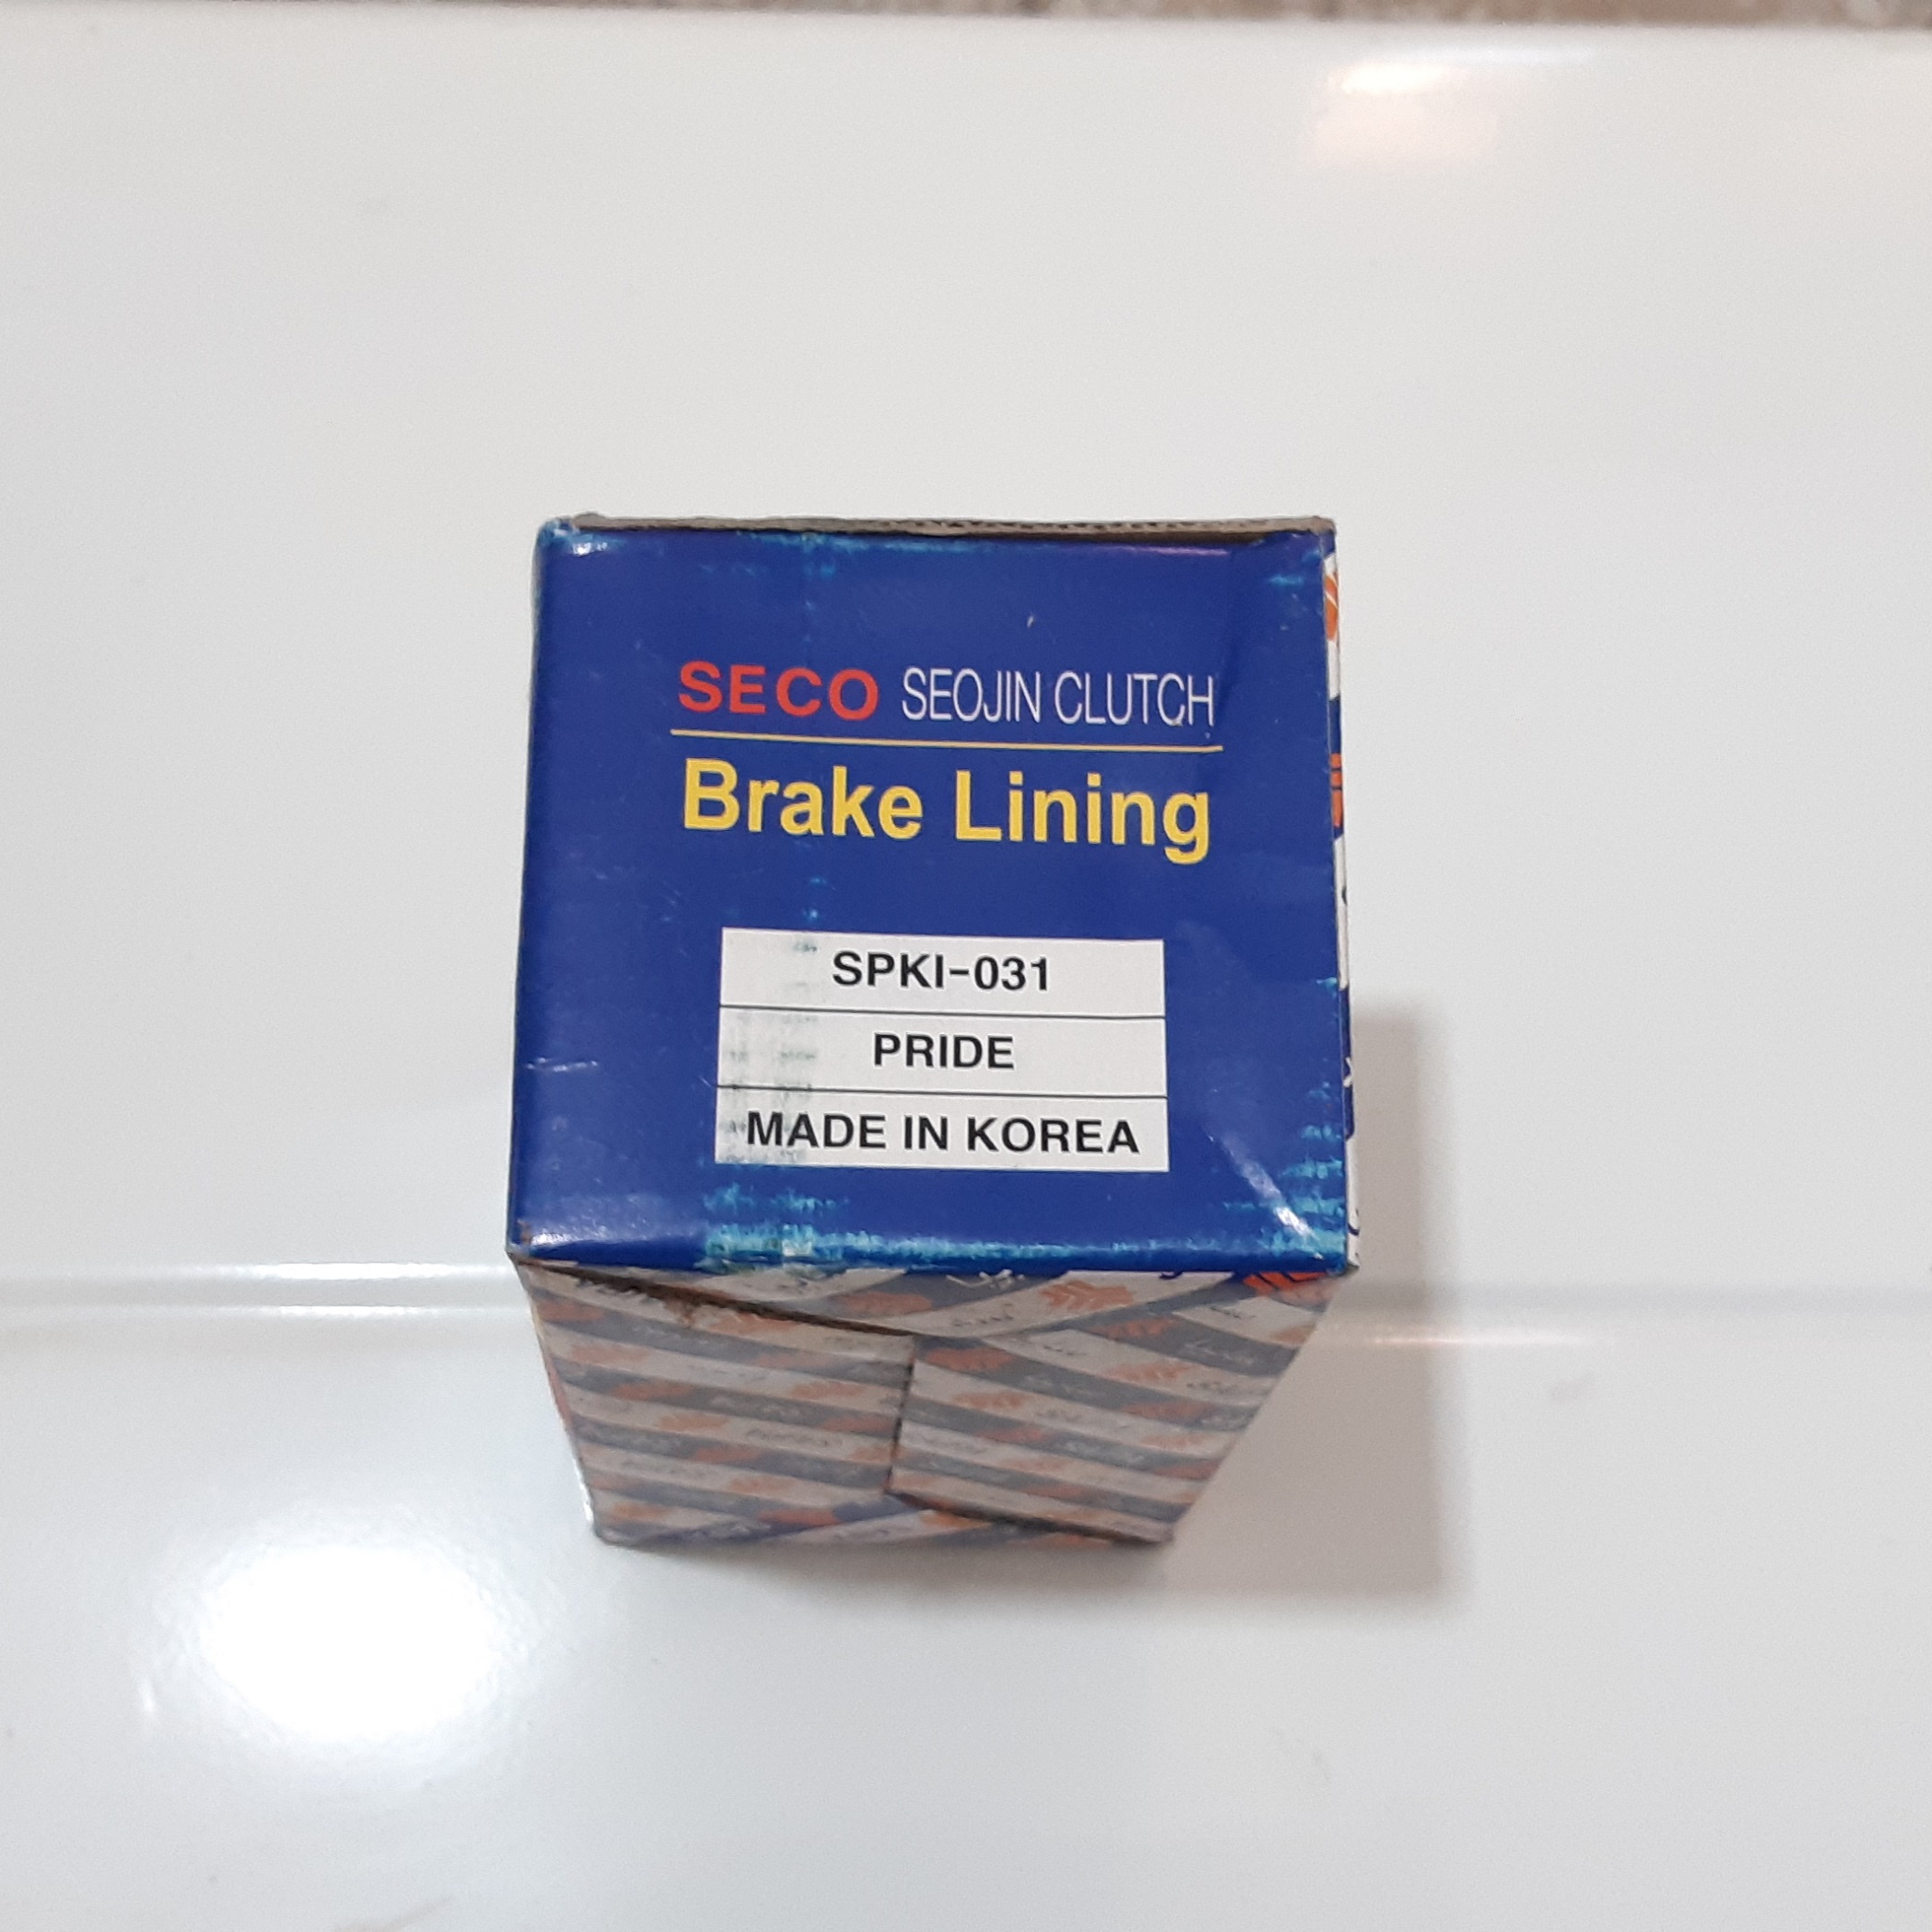 SECO SEOJIN CLUTCH
Brake Lining
SPKI-031
PRIDE
MADE IN KOREA